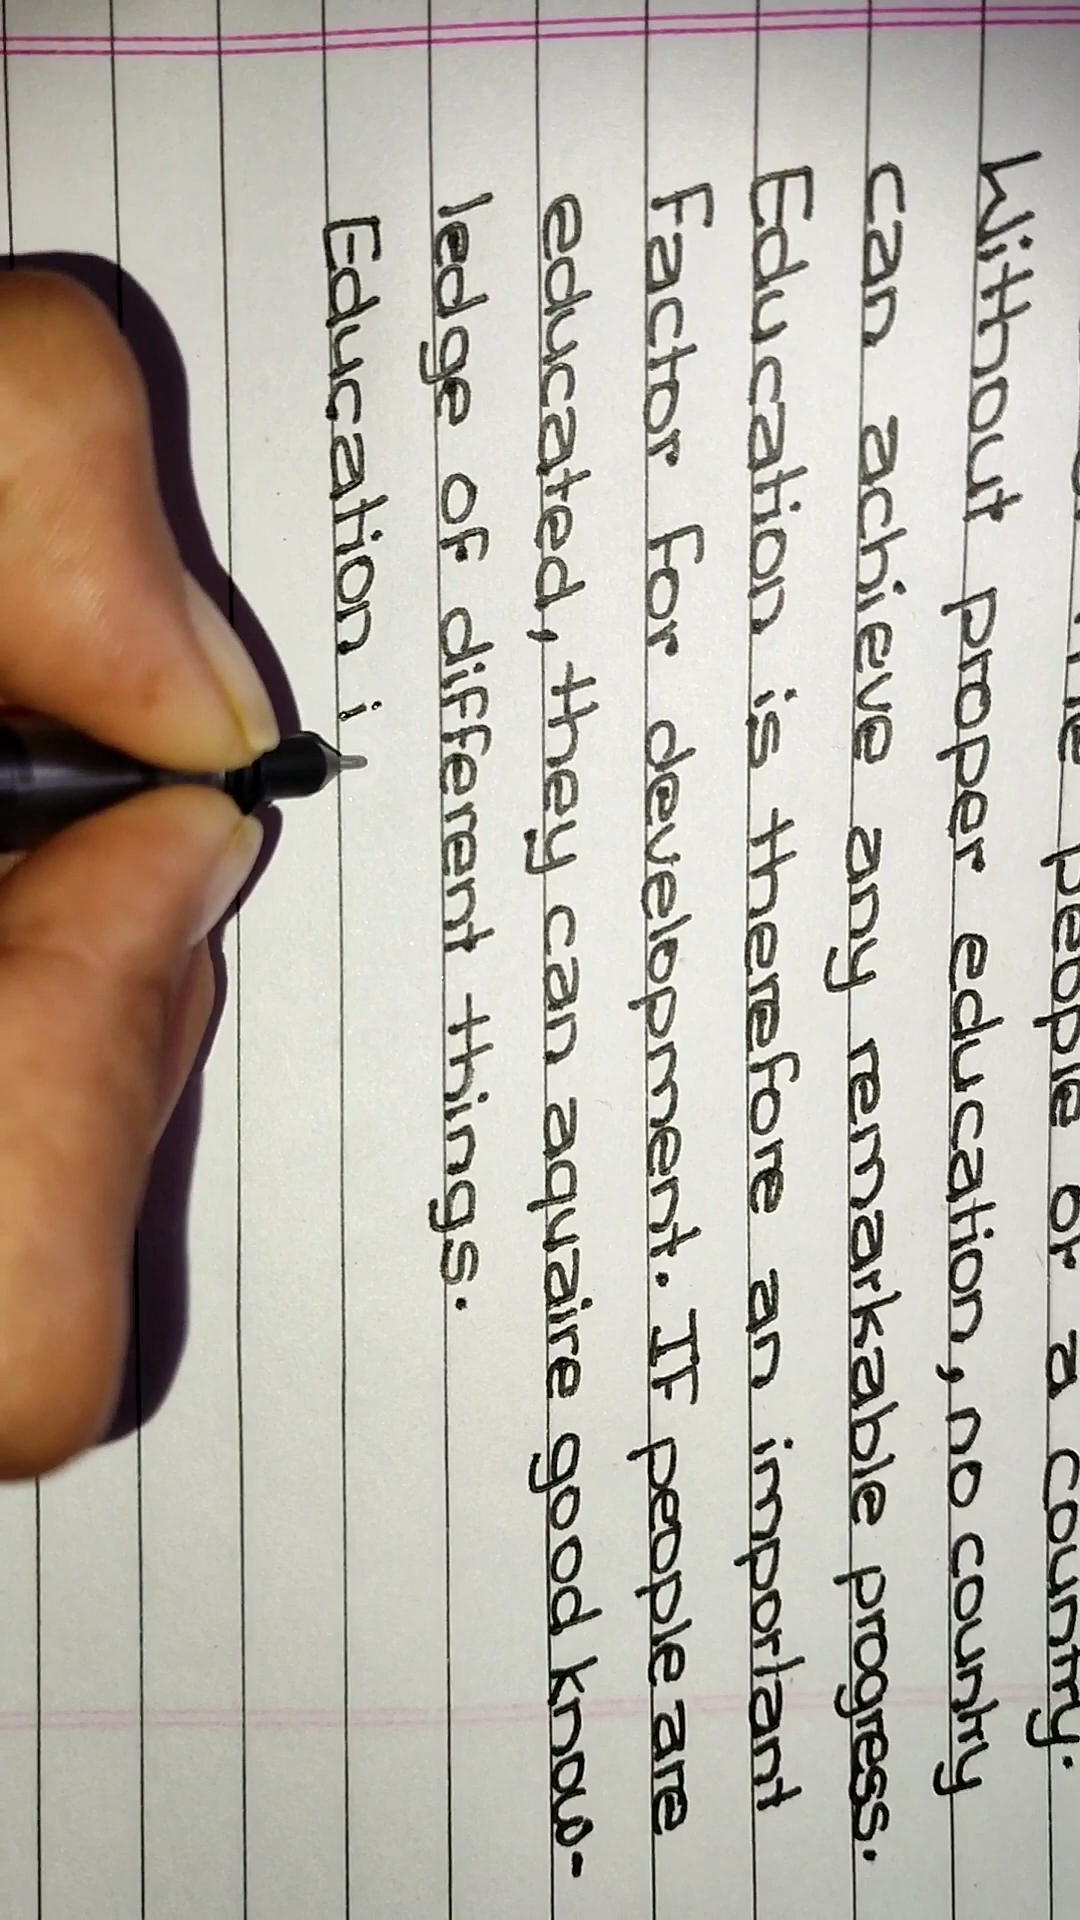 the people of a country.
Without proper education, no country
can achieve any remarkable progress.
Education is therefore an important
Factor for development. If people are
educated, they can aquaire good know-
ledge of different things.
Education i